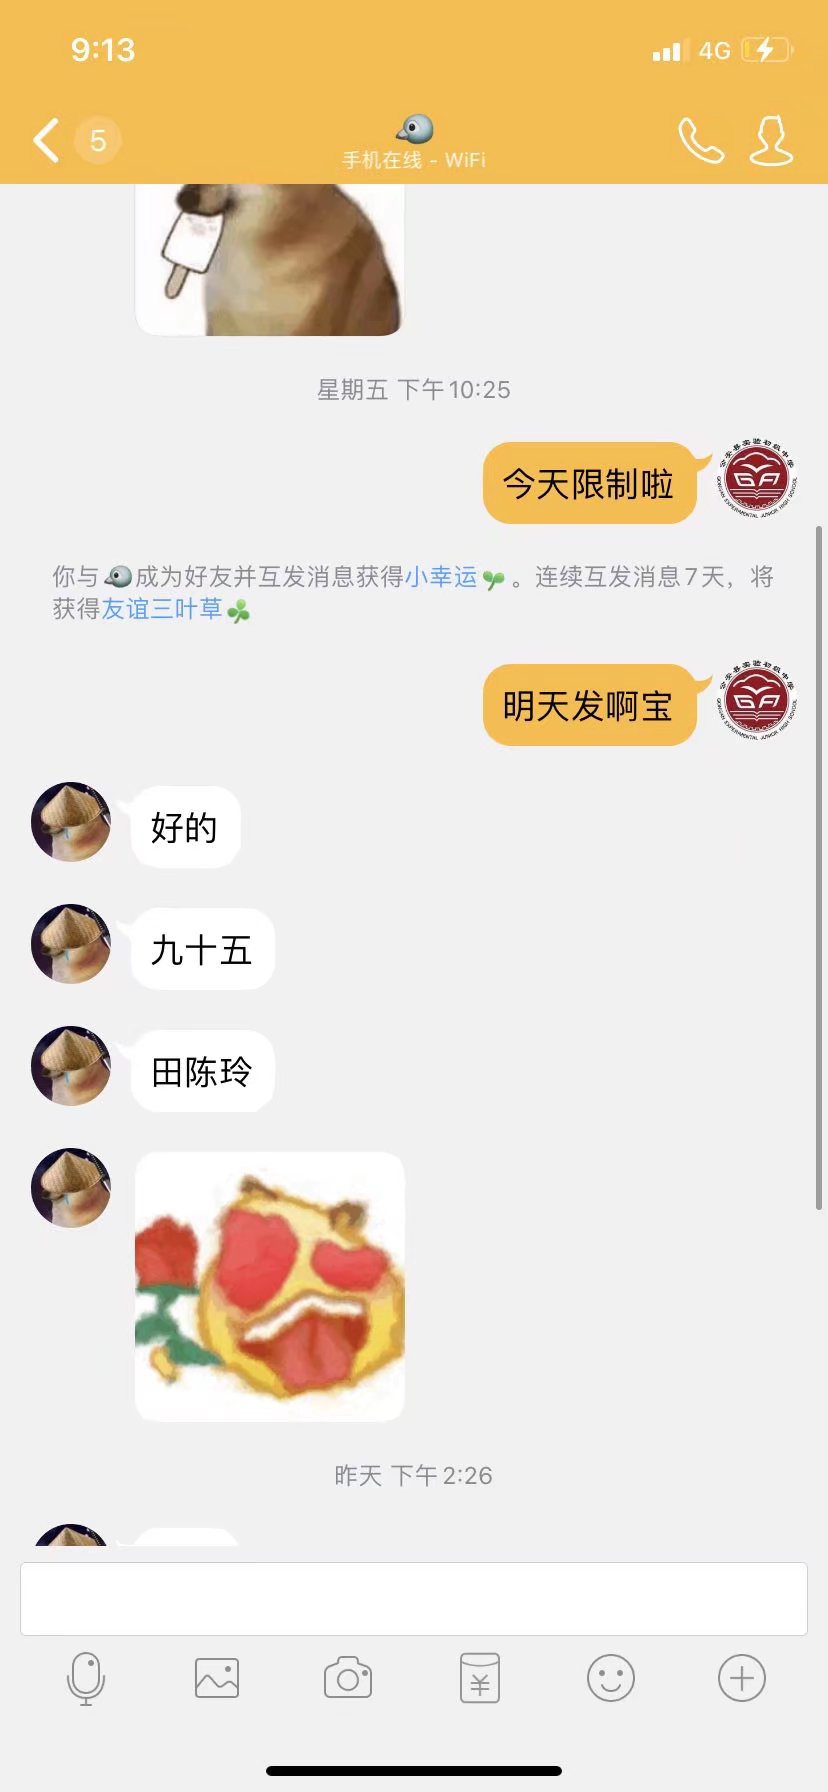 9:13
4G
5
手机在线 - WiFi
星期五 下午10:25
今天限制啦
你与成为好友并互发消息获得小幸运。连续互发消息7天，将
获得友谊三叶草
明天发啊宝
好的
九十五
田陈玲
昨天 下午2:26